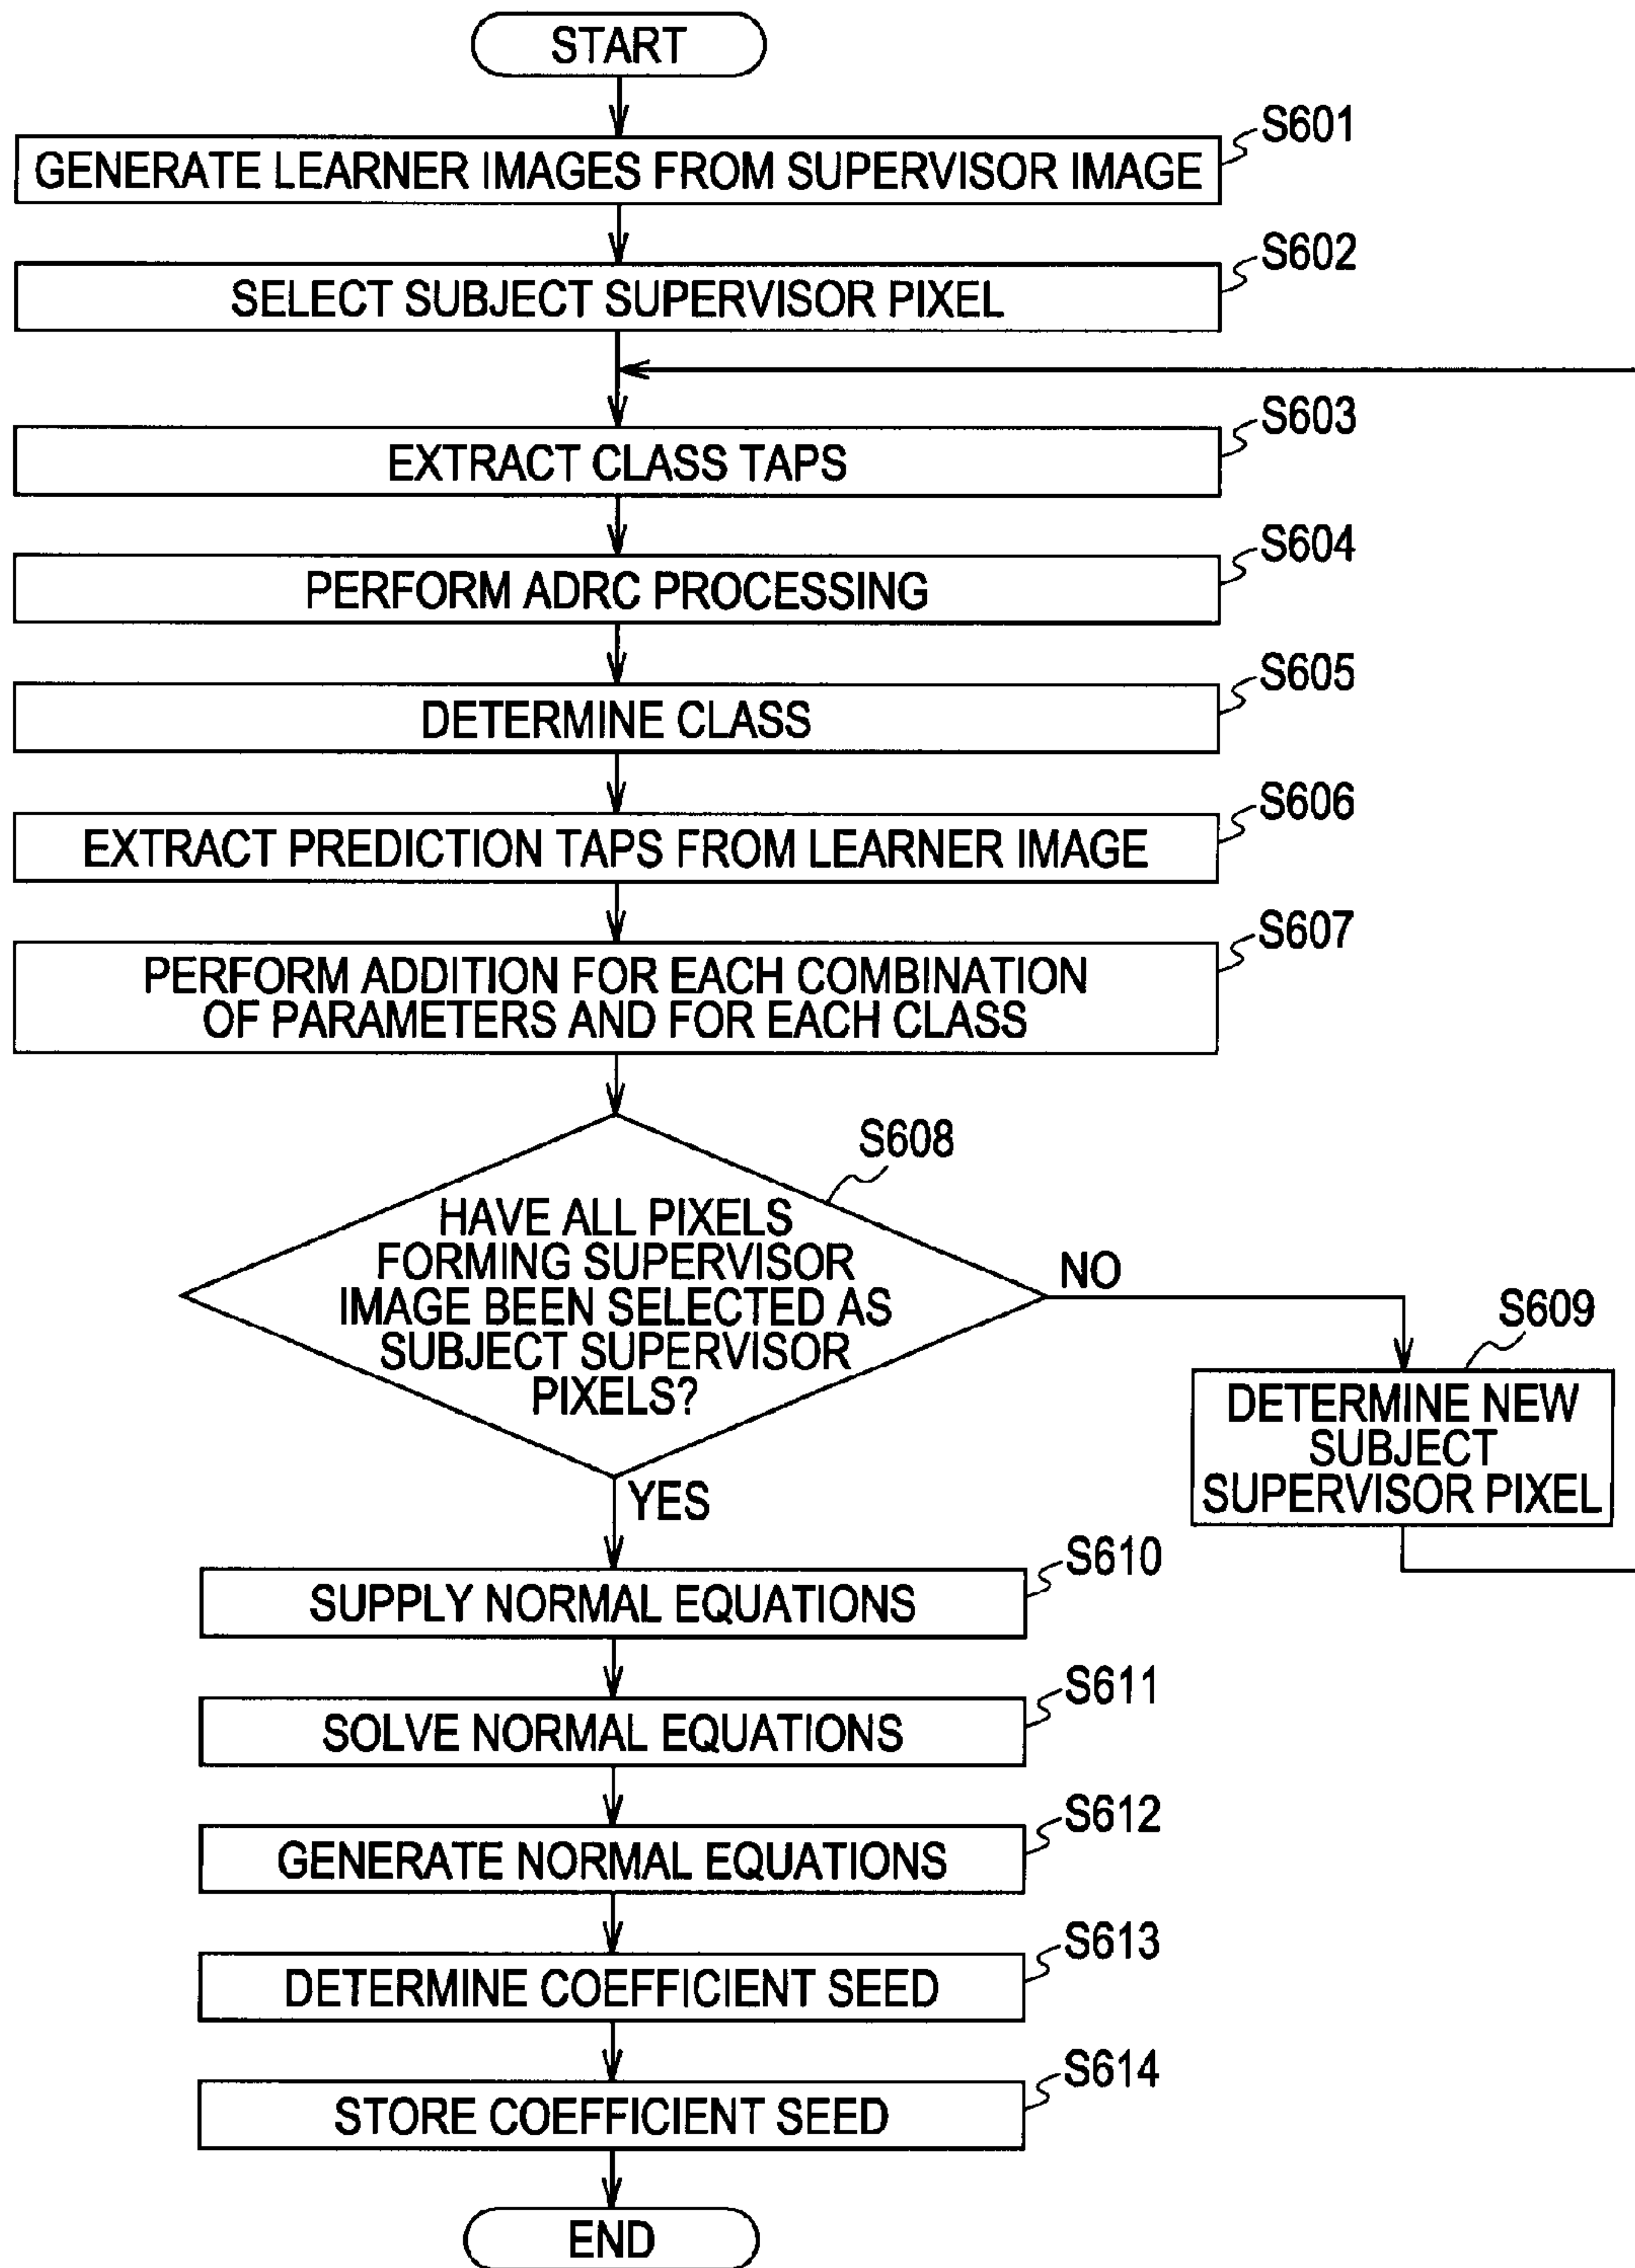 START
S601
GENERATE LEARNER IMAGES FROM SUPERVISOR IMAGE
S602
SELECT SUBJECT SUPERVISOR PIXEL
S603
EXTRACT CLASS TAPS
S604
PERFORM ADRC PROCESSING
S605
DETERMINE CLASS
S606
EXTRACT PREDICTION TAPS FROM LEARNER IMAGE
S607
PERFORM ADDITION FOR EACH COMBINATION
OF PARAMETERS AND FOR EACH CLASS
S608
HAVE ALL PIXELS
FORMING SUPERVISOR
IMAGE BEEN SELECTED AS
SUBJECT SUPERVISOR
PIXELS?
NO
S609
DETERMINE NEW
SUBJECT
SUPERVISOR PIXEL
YES
S610
SUPPLY NORMAL EQUATIONS
S611
SOLVE NORMAL EQUATIONS
S612
GENERATE NORMAL EQUATIONS
S613
DETERMINE COEFFICIENT SEED
S614
STORE COEFFICIENT SEED
END